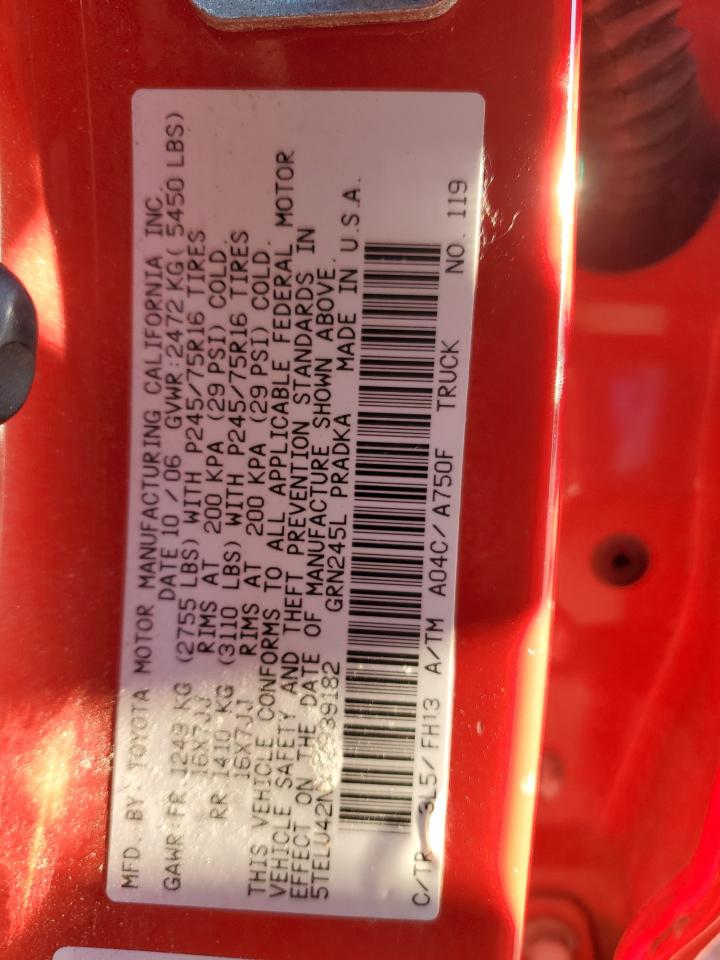 MFD. BY TOYOTA MOTOR MANUFACTURING CALIFORNIA INC.
DATE 10 / 06 GVWR:2472 KG( 5450 LBS)
GAWR FR.1249 KG (2755 LBS) WITH P245/75R16 TIRES
16X7JJ RIMS AT 200 KPA (29 PSI) COLD.
RR.1410 KG (3110 LBS) WITH P245/75R16 TIRES
16X7JJ RIMS AT 200 KPA (29 PSI) COLD.
THIS VEHICLE CONFORMS TO ALL APPLICABLE FEDERAL MOTOR
VEHICLE SAFETY AND THEFT PREVENTION STANDARDS IN
EFFECT ON THE DATE OF MANUFACTURE SHOWN ABOVE.
GRN245L PRADKA MADE IN U.S.A.
C/TR 3L5/FH13 A/TM A04C/A750F TRUCK NO. 119